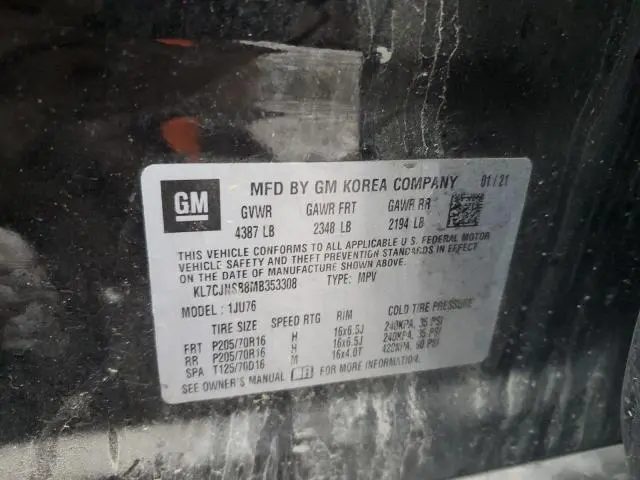 GM
MFD BY GM KOREA COMPANY 01/21
GVWR GAWR FRT GAWR RR
4387 LB 2348 LB 2194 LB
THIS VEHICLE CONFORMS TO ALL APPLICABLE U.S. FEDERAL MOTOR
VEHICLE SAFETY AND THEFT PREVENTION STANDARDS IN EFFECT
ON THE DATE OF MANUFACTURE SHOWN ABOVE.
KL7CJNSB8MB353308 TYPE: MPV
MODEL: 1JU76
TIRE SIZE SPEED RTG RIM COLD TIRE PRESSURE
FRT P205/70R16 H 16x6.5J 240KPA, 35 PSI
RR P205/70R16 H 16x6.5J 240KPA, 35 PSI
SPA T125/70D16 M 16x4.0T 420KPA, 60 PSI
SEE OWNER'S MANUAL FOR MORE INFORMATION.